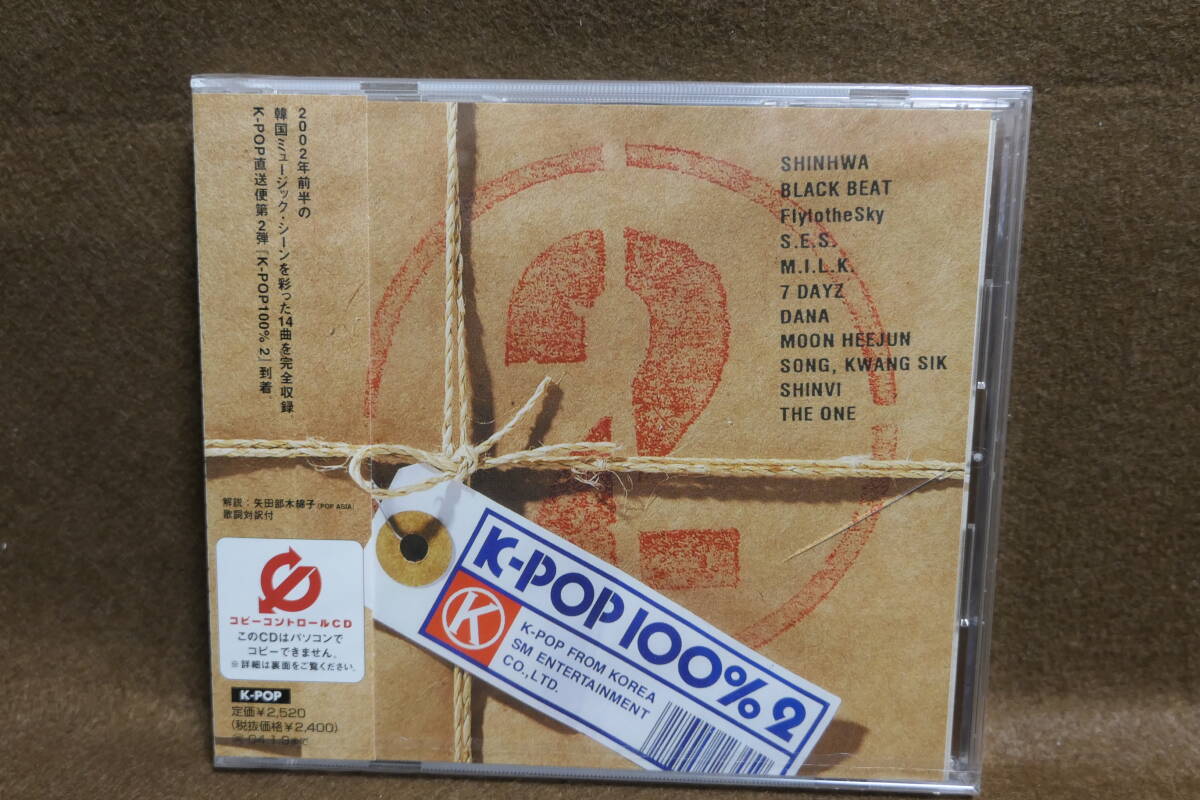 2002年前半の
韓国ミュージック・シーンを彩った14曲を完全収録
K-POP直送便第2弾「K-POP100% 2」到着
解説：矢田部木綿子(POP ASIA)
歌詞対訳付
コピーコントロールCD
このCDはパソコンで
コピーできません。
※詳細は裏面をご覧ください。
K-POP
定価￥2,520
(税抜価格￥2,400)
04.1.9まで
SHINHWA
BLACK BEAT
FlytotheSky
S.E.S.
M.I.L.K.
7 DAYZ
DANA
MOON HEEJUN
SONG, KWANG SIK
SHINVI
THE ONE
2
K-POP100% 2
K
K-POP FROM KOREA
SM ENTERTAINMENT
CO.,LTD.